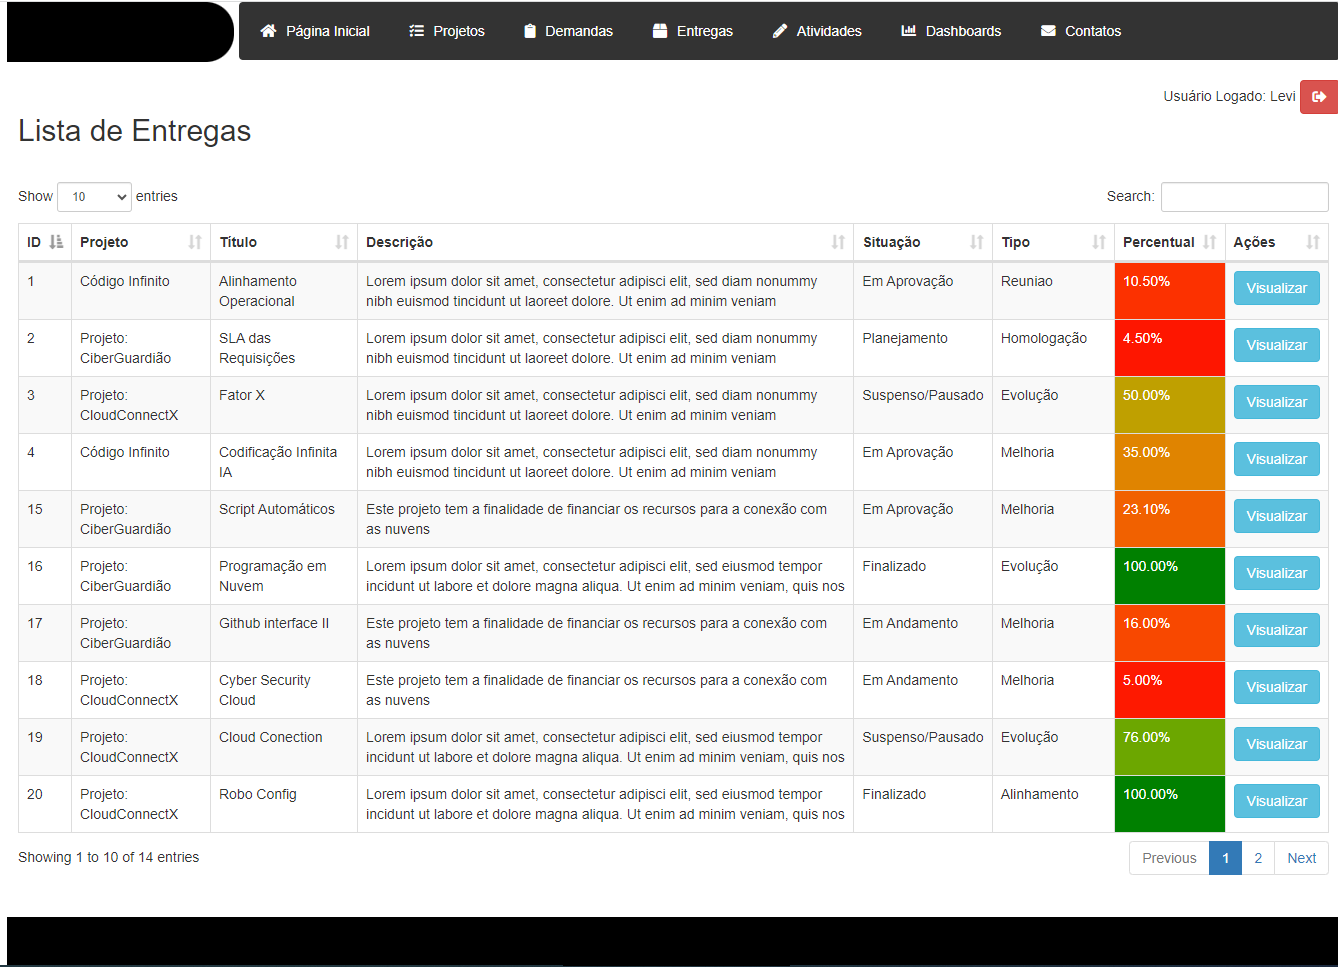 Página Inicial Projetos Demandas Entregas Atividades Dashboards Contatos
Usuário Logado: Levi
Lista de Entregas
Show 10 entries Search:
ID Projeto Título Descrição Situação Tipo Percentual Ações
1 Código Infinito Alinhamento Lorem ipsum dolor sit amet, consectetur adipisci elit, sed diam nonummy Em Aprovação Reuniao 10.50% Visualizar
Operacional nibh euismod tincidunt ut laoreet dolore. Ut enim ad minim veniam
2 Projeto: SLA das Lorem ipsum dolor sit amet, consectetur adipisci elit, sed diam nonummy Planejamento Homologação 4.50% Visualizar
CiberGuardião Requisições nibh euismod tincidunt ut laoreet dolore. Ut enim ad minim veniam
3 Projeto: Fator X Lorem ipsum dolor sit amet, consectetur adipisci elit, sed diam nonummy Suspenso/Pausado Evolução 50.00% Visualizar
CloudConnectX nibh euismod tincidunt ut laoreet dolore. Ut enim ad minim veniam
4 Código Infinito Codificação Infinita Lorem ipsum dolor sit amet, consectetur adipisci elit, sed diam nonummy Em Aprovação Melhoria 35.00% Visualizar
IA nibh euismod tincidunt ut laoreet dolore. Ut enim ad minim veniam
15 Projeto: Script Automáticos Este projeto tem a finalidade de financiar os recursos para a conexão com Em Aprovação Melhoria 23.10% Visualizar
CiberGuardião as nuvens
16 Projeto: Programação em Lorem ipsum dolor sit amet, consectetur adipisci elit, sed eiusmod tempor Finalizado Evolução 100.00% Visualizar
CiberGuardião Nuvem incidunt ut labore et dolore magna aliqua. Ut enim ad minim veniam, quis nos
17 Projeto: Github interface II Este projeto tem a finalidade de financiar os recursos para a conexão com Em Andamento Melhoria 16.00% Visualizar
CiberGuardião as nuvens
18 Projeto: Cyber Security Este projeto tem a finalidade de financiar os recursos para a conexão com Em Andamento Melhoria 5.00% Visualizar
CloudConnectX Cloud as nuvens
19 Projeto: Cloud Conection Lorem ipsum dolor sit amet, consectetur adipisci elit, sed eiusmod tempor Suspenso/Pausado Evolução 76.00% Visualizar
CloudConnectX incidunt ut labore et dolore magna aliqua. Ut enim ad minim veniam, quis nos
20 Projeto: Robo Config Lorem ipsum dolor sit amet, consectetur adipisci elit, sed eiusmod tempor Finalizado Alinhamento 100.00% Visualizar
CloudConnectX incidunt ut labore et dolore magna aliqua. Ut enim ad minim veniam, quis nos
Showing 1 to 10 of 14 entries Previous 1 2 Next